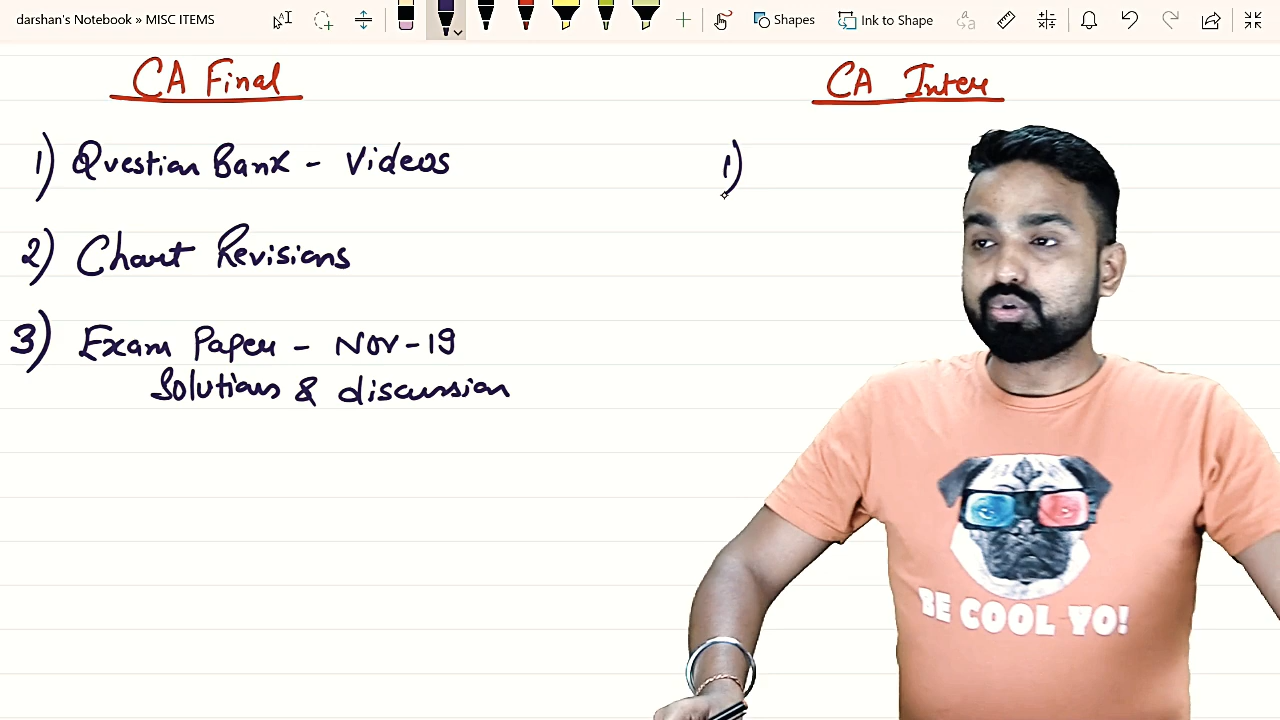 darshan's Notebook » MISC ITEMS
Shapes
Ink to Shape
CA Final
1) Question Bank - Videos
2) Chart Revisions
3) Exam Paper - Nov-19
Solutions & discussion
CA Inter
1)
BE COOL YO!